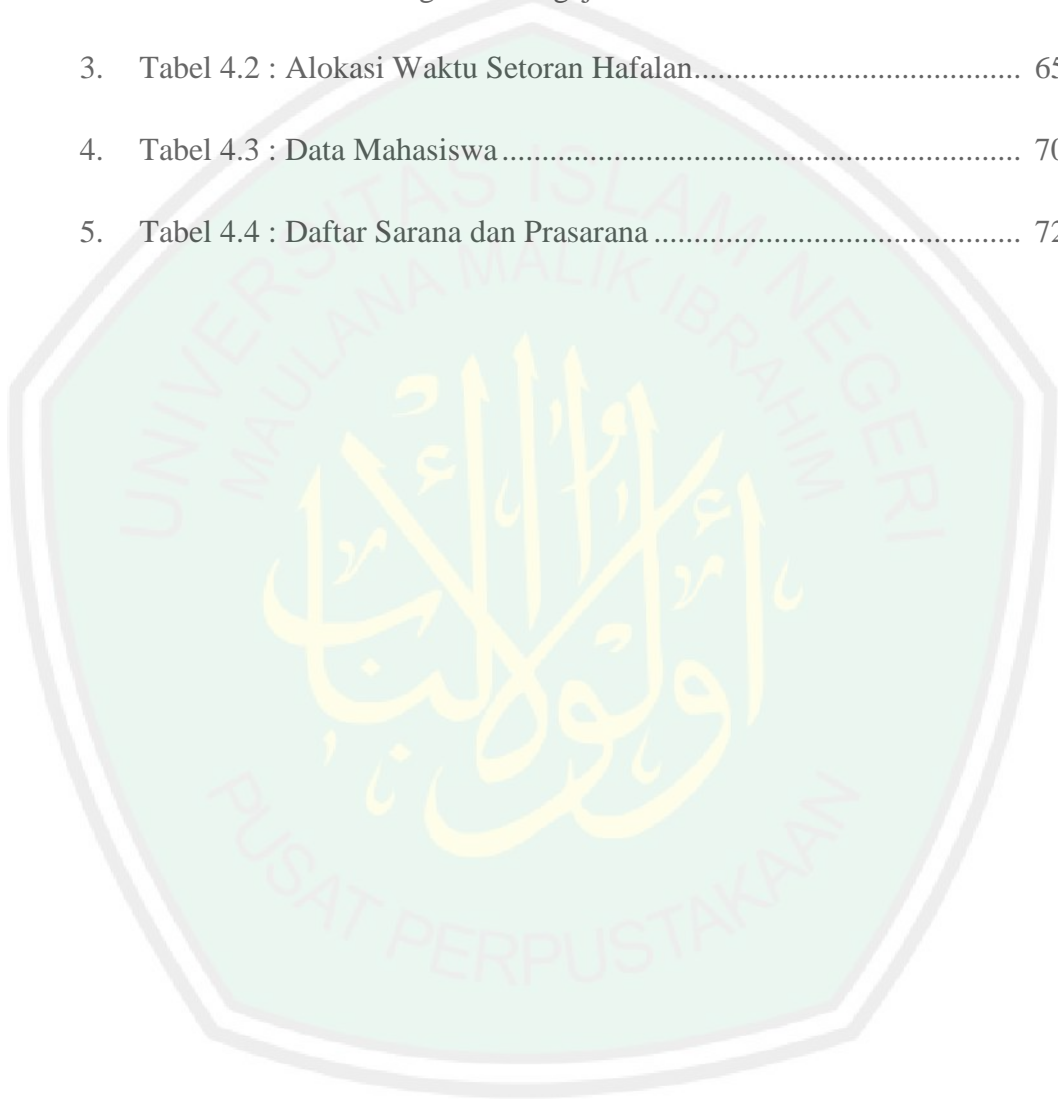 3. Tabel 4.2 : Alokasi Waktu Setoran Hafalan........................................................ 65
4. Tabel 4.3 : Data Mahasiswa........................................................................................ 70
5. Tabel 4.4 : Daftar Sarana dan Prasarana............................................................... 72
UNIVERSITAS ISLAM NEGERI
MAULANA MALIK IBRAHIM
أولوا الألباب
PUSAT PERPUSTAKAAN